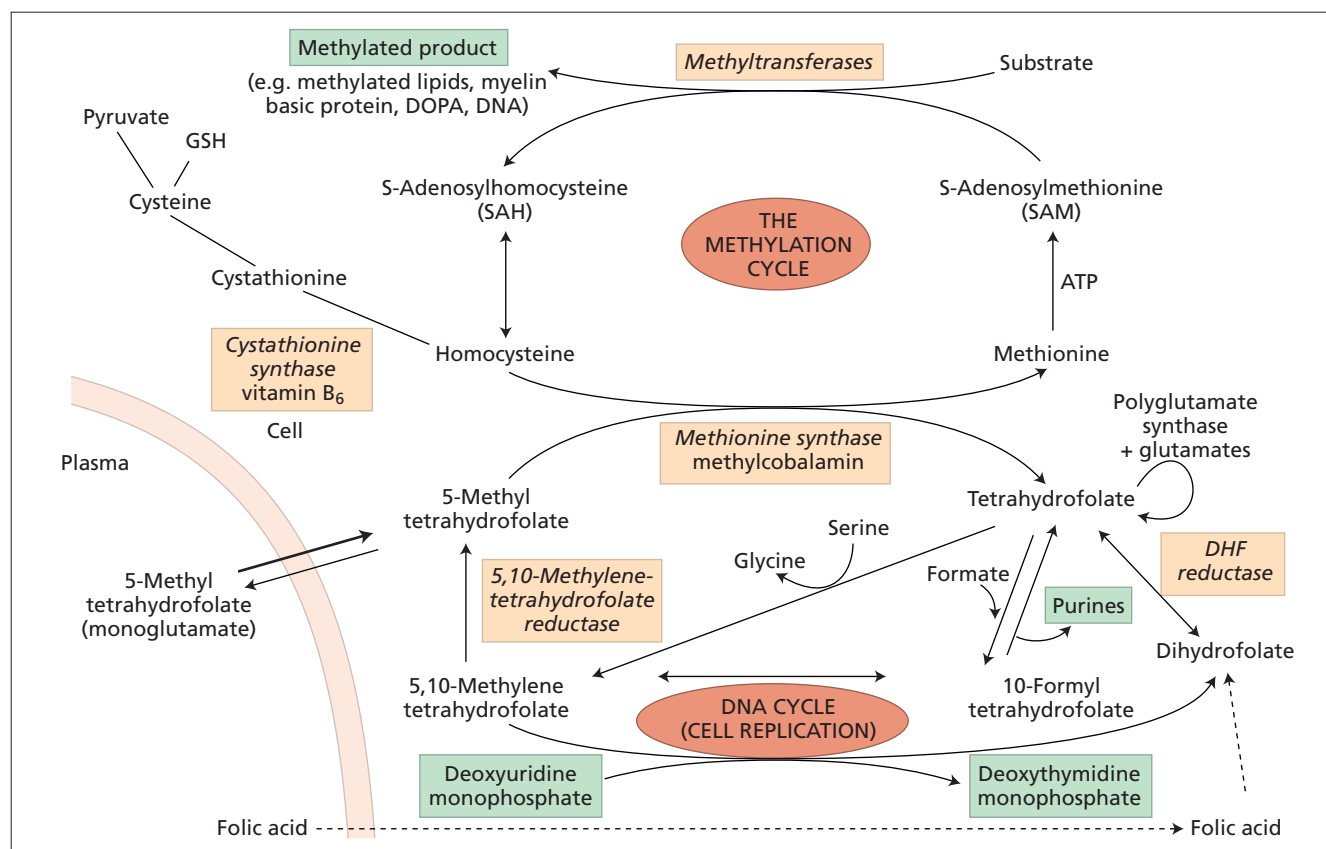 Methylated product
(e.g. methylated lipids, myelin
basic protein, DOPA, DNA)
Methyltransferases
Substrate
Pyruvate
GSH
Cysteine
S-Adenosylhomocysteine
(SAH)
THE
METHYLATION
CYCLE
S-Adenosylmethionine
(SAM)
Cystathionine
ATP
Cystathionine
synthase
vitamin B₆
Homocysteine
Methionine
Cell
Plasma
Methionine synthase
methylcobalamin
Polyglutamate
synthase
+ glutamates
5-Methyl
tetrahydrofolate
Tetrahydrofolate
5-Methyl
tetrahydrofolate
(monoglutamate)
5,10-Methylene-
tetrahydrofolate
reductase
Glycine
Serine
Formate
Purines
DHF
reductase
Dihydrofolate
5,10-Methylene
tetrahydrofolate
DNA CYCLE
(CELL REPLICATION)
10-Formyl
tetrahydrofolate
Deoxyuridine
monophosphate
Deoxythymidine
monophosphate
Folic acid
Folic acid